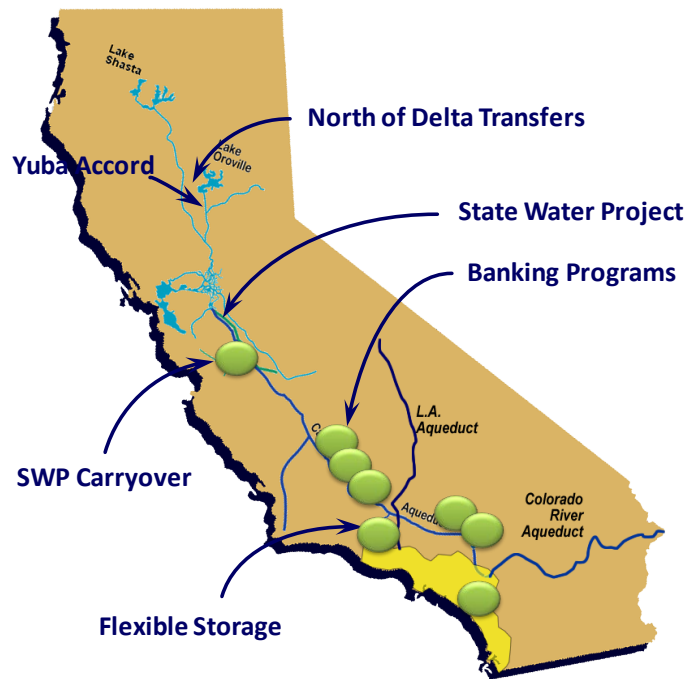 Lake
Shasta
North of Delta Transfers
Lake
Oroville
Yuba Accord
State Water Project
Banking Programs
L.A.
Aqueduct
SWP Carryover
Colorado
River
Aqueduct
Flexible Storage